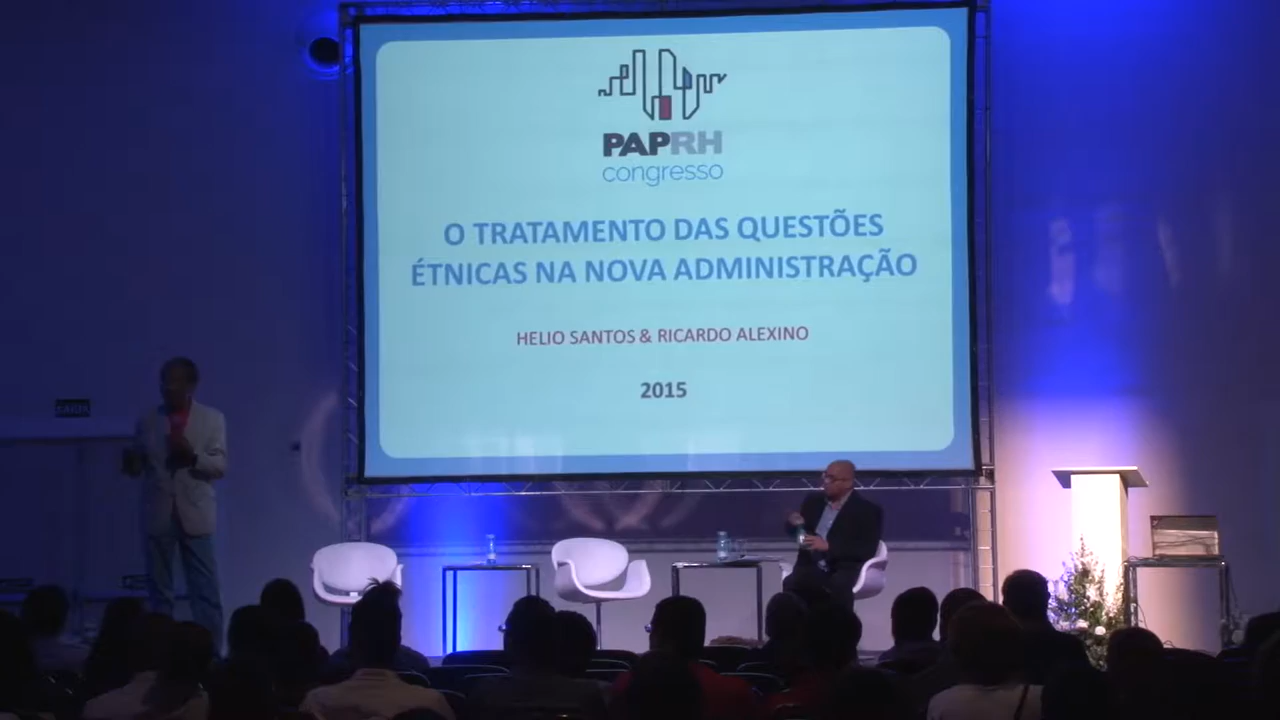 PAPRH
congresso
O TRATAMENTO DAS QUESTÕES
ÉTNICAS NA NOVA ADMINISTRAÇÃO
HELIO SANTOS & RICARDO ALEXINO
2015